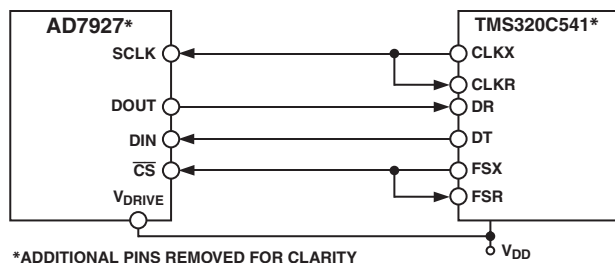 AD7927*
TMS320C541*
SCLK
CLKX
CLKR
DOUT
DR
DIN
DT
CS
FSX
VDRIVE
FSR
VDD
*ADDITIONAL PINS REMOVED FOR CLARITY